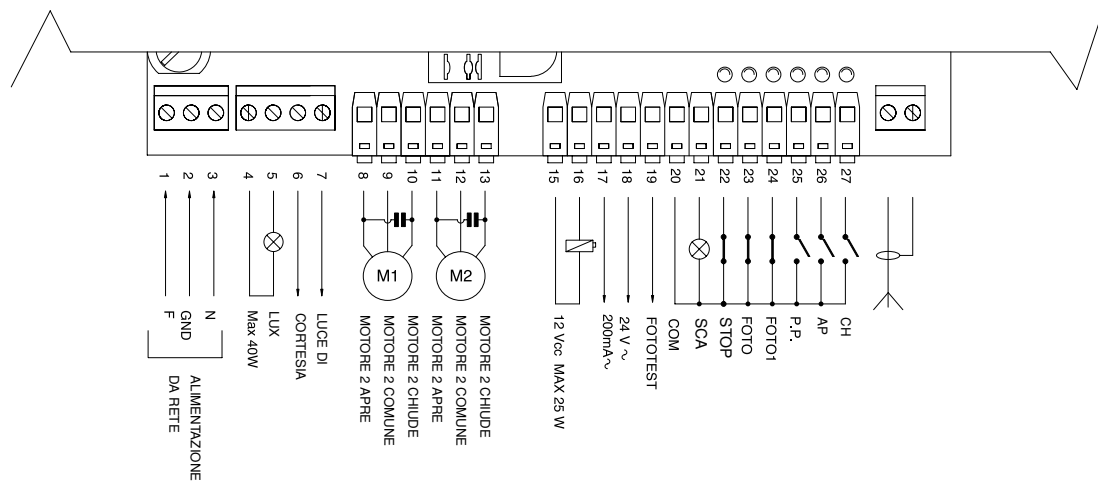 1 2 3 4 5 6 7 8 9 10 11 12 13 15 16 17 18 19 20 21 22 23 24 25 26 27
M1 M2
F
GND
N
ALIMENTAZIONE
DA RETE
LUX
Max 40W
LUCE DI
CORTESIA
MOTORE 2 APRE
MOTORE 2 COMUNE
MOTORE 2 CHIUDE
MOTORE 2 APRE
MOTORE 2 COMUNE
MOTORE 2 CHIUDE
12 Vcc MAX 25 W
24 V ~
200mA ~
FOTOTEST
COM
SCA
STOP
FOTO
FOTO1
P.P.
AP
CH